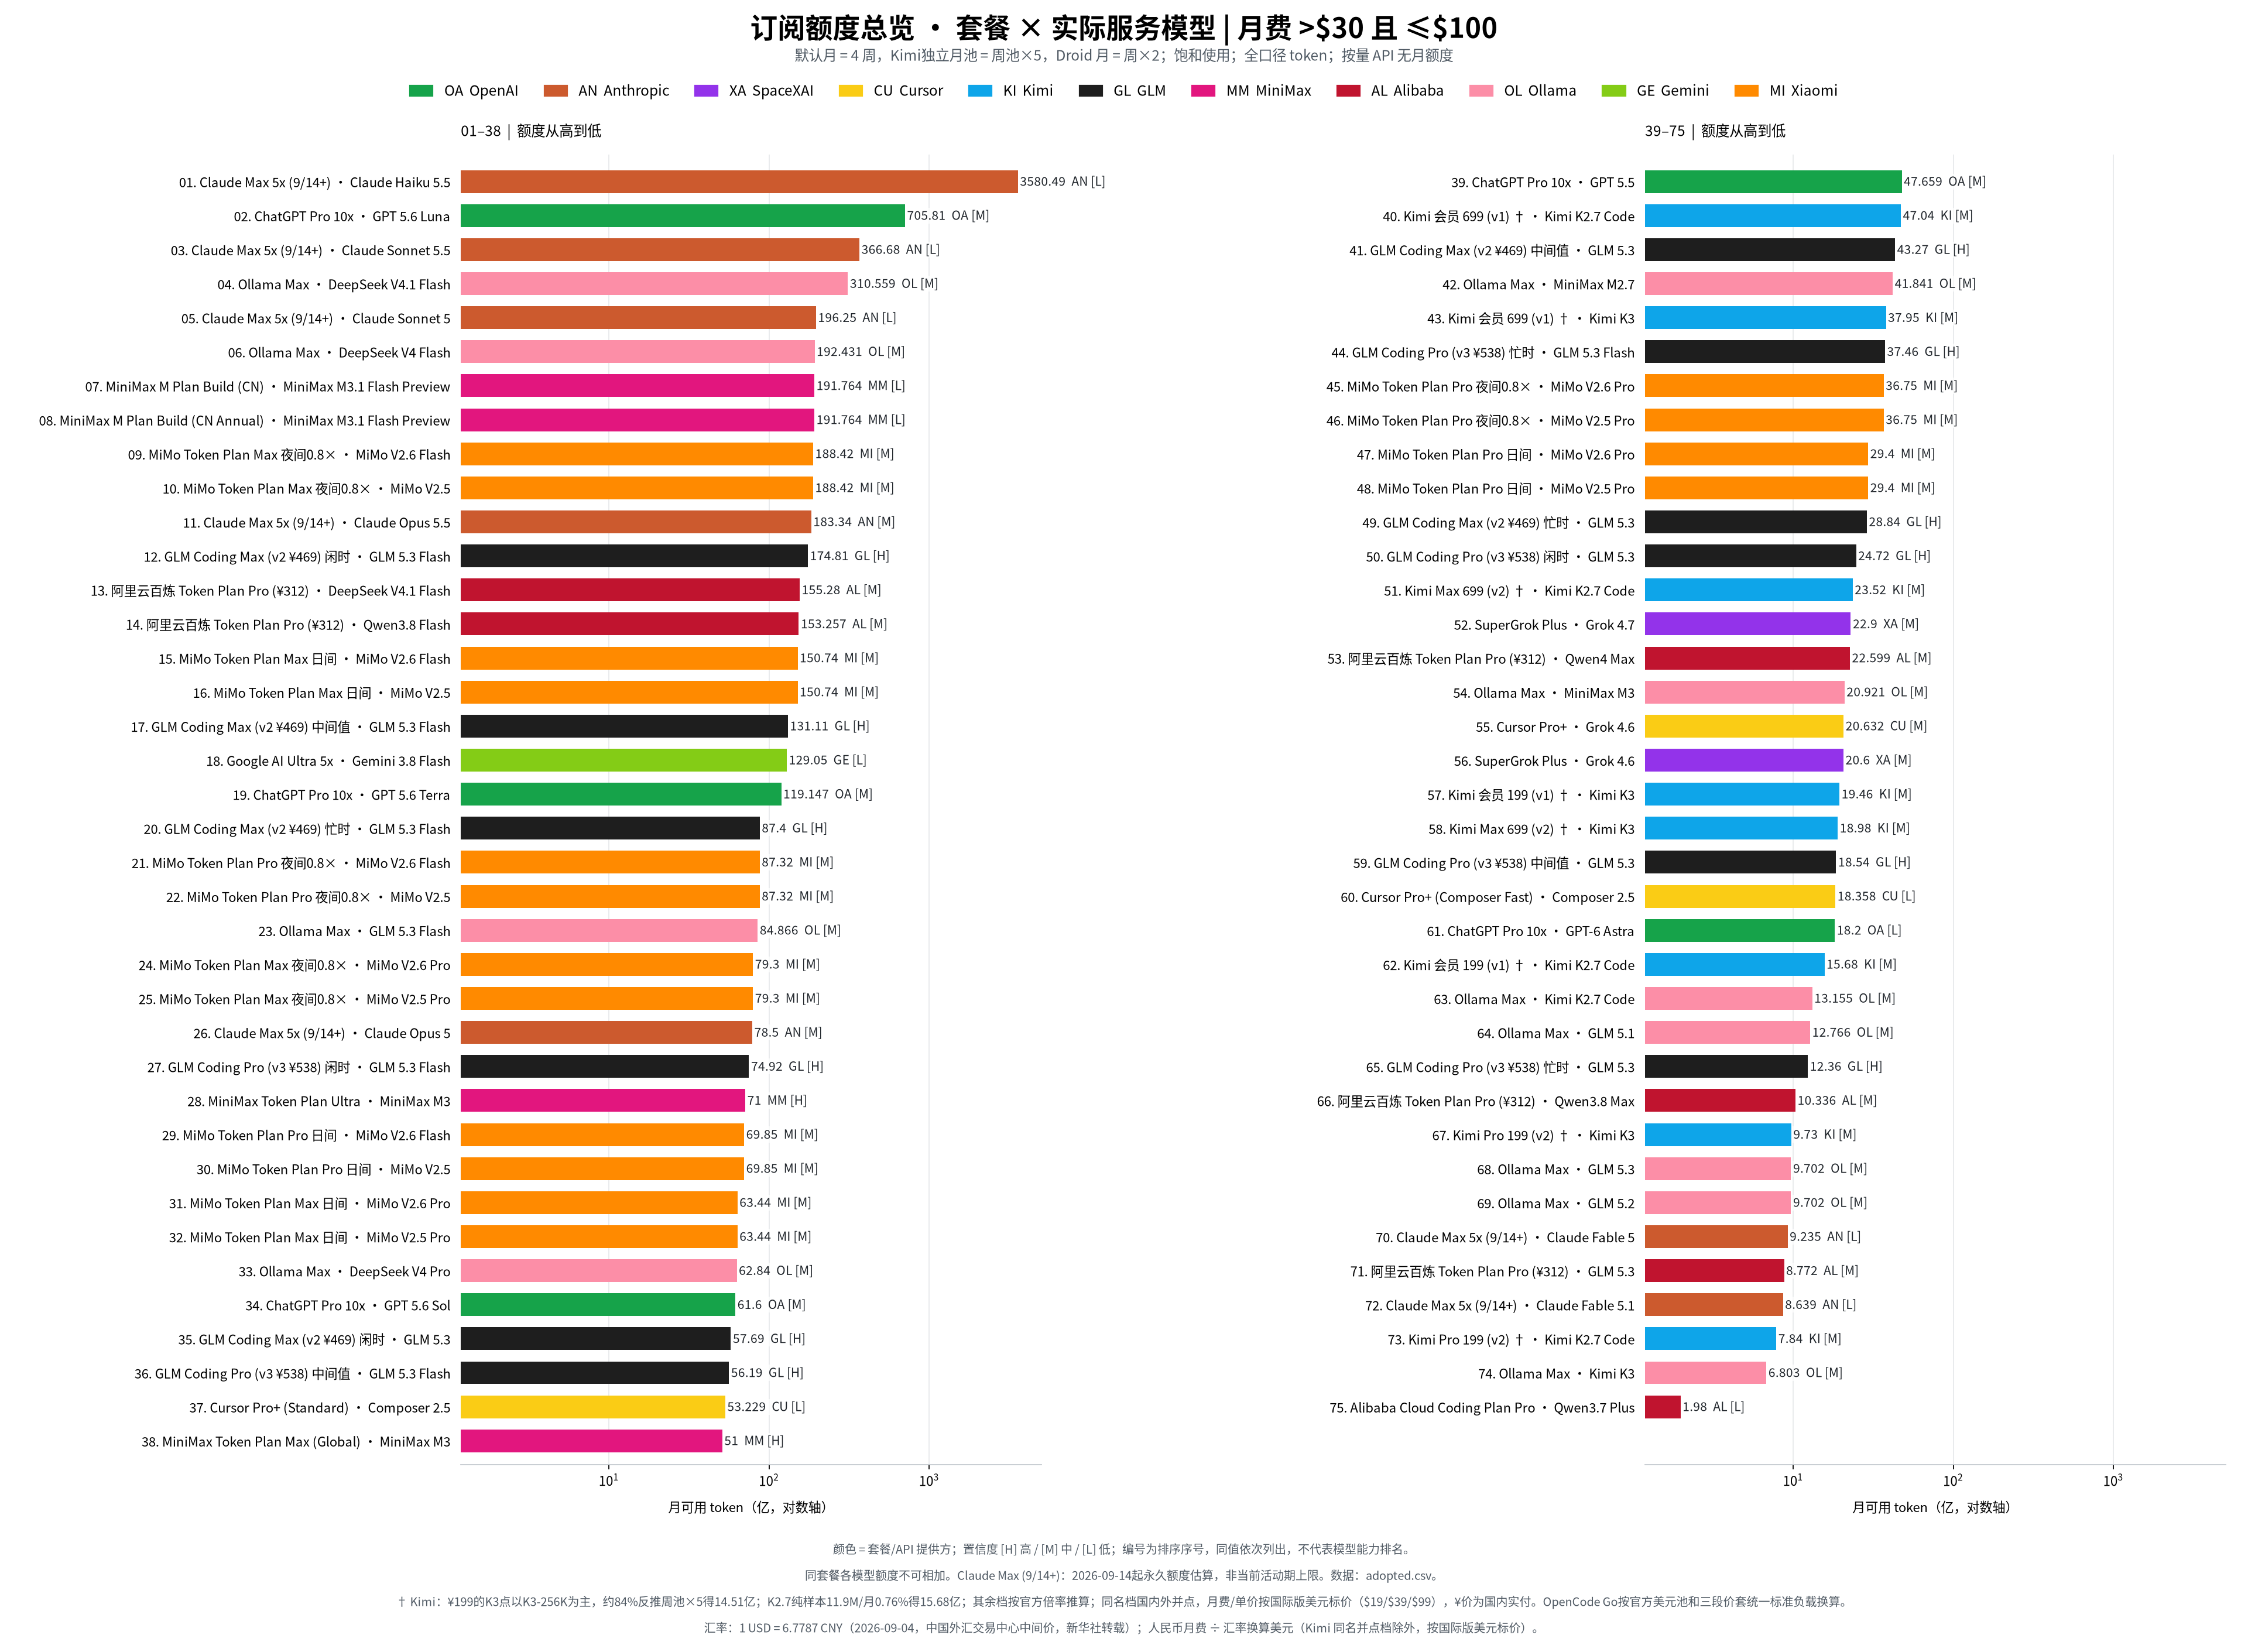 订阅额度总览 · 套餐 × 实际服务模型 | 月费 >$30 且 ≤$100
默认月 = 4 周，Kimi独立月池 = 周池×5，Droid 月 = 周×2；饱和使用；全口径 token；按量 API 无月额度
OA OpenAI
AN Anthropic
XA SpaceXAI
CU Cursor
KI Kimi
GL GLM
MM MiniMax
AL Alibaba
OL Ollama
GE Gemini
MI Xiaomi
01–38 | 额度从高到低
01. Claude Max 5x (9/14+) · Claude Haiku 5.5 3580.49 AN [L]
02. ChatGPT Pro 10x · GPT 5.6 Luna 705.81 OA [M]
03. Claude Max 5x (9/14+) · Claude Sonnet 5.5 366.68 AN [L]
04. Ollama Max · DeepSeek V4.1 Flash 310.559 OL [M]
05. Claude Max 5x (9/14+) · Claude Sonnet 5 196.25 AN [L]
06. Ollama Max · DeepSeek V4 Flash 192.431 OL [M]
07. MiniMax M Plan Build (CN) · MiniMax M3.1 Flash Preview 191.764 MM [L]
08. MiniMax M Plan Build (CN Annual) · MiniMax M3.1 Flash Preview 191.764 MM [L]
09. MiMo Token Plan Max 夜间0.8× · MiMo V2.6 Flash 188.42 MI [M]
10. MiMo Token Plan Max 夜间0.8× · MiMo V2.5 188.42 MI [M]
11. Claude Max 5x (9/14+) · Claude Opus 5.5 183.34 AN [M]
12. GLM Coding Max (v2 ¥469) 闲时 · GLM 5.3 Flash 174.81 GL [H]
13. 阿里云百炼 Token Plan Pro (¥312) · DeepSeek V4.1 Flash 155.28 AL [M]
14. 阿里云百炼 Token Plan Pro (¥312) · Qwen3.8 Flash 153.257 AL [M]
15. MiMo Token Plan Max 日间 · MiMo V2.6 Flash 150.74 MI [M]
16. MiMo Token Plan Max 日间 · MiMo V2.5 150.74 MI [M]
17. GLM Coding Max (v2 ¥469) 中间值 · GLM 5.3 Flash 131.11 GL [H]
18. Google AI Ultra 5x · Gemini 3.8 Flash 129.05 GE [L]
19. ChatGPT Pro 10x · GPT 5.6 Terra 119.147 OA [M]
20. GLM Coding Max (v2 ¥469) 忙时 · GLM 5.3 Flash 87.4 GL [H]
21. MiMo Token Plan Pro 夜间0.8× · MiMo V2.6 Flash 87.32 MI [M]
22. MiMo Token Plan Pro 夜间0.8× · MiMo V2.5 87.32 MI [M]
23. Ollama Max · GLM 5.3 Flash 84.866 OL [M]
24. MiMo Token Plan Max 夜间0.8× · MiMo V2.6 Pro 79.3 MI [M]
25. MiMo Token Plan Max 夜间0.8× · MiMo V2.5 Pro 79.3 MI [M]
26. Claude Max 5x (9/14+) · Claude Opus 5 78.5 AN [M]
27. GLM Coding Pro (v3 ¥538) 闲时 · GLM 5.3 Flash 74.92 GL [H]
28. MiniMax Token Plan Ultra · MiniMax M3 71 MM [H]
29. MiMo Token Plan Pro 日间 · MiMo V2.6 Flash 69.85 MI [M]
30. MiMo Token Plan Pro 日间 · MiMo V2.5 69.85 MI [M]
31. MiMo Token Plan Max 日间 · MiMo V2.6 Pro 63.44 MI [M]
32. MiMo Token Plan Max 日间 · MiMo V2.5 Pro 63.44 MI [M]
33. Ollama Max · DeepSeek V4 Pro 62.84 OL [M]
34. ChatGPT Pro 10x · GPT 5.6 Sol 61.6 OA [M]
35. GLM Coding Max (v2 ¥469) 闲时 · GLM 5.3 57.69 GL [H]
36. GLM Coding Pro (v3 ¥538) 中间值 · GLM 5.3 Flash 56.19 GL [H]
37. Cursor Pro+ (Standard) · Composer 2.5 53.229 CU [L]
38. MiniMax Token Plan Max (Global) · MiniMax M3 51 MM [H]
10¹ 10² 10³
月可用 token（亿，对数轴）
39–75 | 额度从高到低
39. ChatGPT Pro 10x · GPT 5.5 47.659 OA [M]
40. Kimi 会员 699 (v1) † · Kimi K2.7 Code 47.04 KI [M]
41. GLM Coding Max (v2 ¥469) 中间值 · GLM 5.3 43.27 GL [H]
42. Ollama Max · MiniMax M2.7 41.841 OL [M]
43. Kimi 会员 699 (v1) † · Kimi K3 37.95 KI [M]
44. GLM Coding Pro (v3 ¥538) 忙时 · GLM 5.3 Flash 37.46 GL [H]
45. MiMo Token Plan Pro 夜间0.8× · MiMo V2.6 Pro 36.75 MI [M]
46. MiMo Token Plan Pro 夜间0.8× · MiMo V2.5 Pro 36.75 MI [M]
47. MiMo Token Plan Pro 日间 · MiMo V2.6 Pro 29.4 MI [M]
48. MiMo Token Plan Pro 日间 · MiMo V2.5 Pro 29.4 MI [M]
49. GLM Coding Max (v2 ¥469) 忙时 · GLM 5.3 28.84 GL [H]
50. GLM Coding Pro (v3 ¥538) 闲时 · GLM 5.3 24.72 GL [H]
51. Kimi Max 699 (v2) † · Kimi K2.7 Code 23.52 KI [M]
52. SuperGrok Plus · Grok 4.7 22.9 XA [M]
53. 阿里云百炼 Token Plan Pro (¥312) · Qwen4 Max 22.599 AL [M]
54. Ollama Max · MiniMax M3 20.921 OL [M]
55. Cursor Pro+ · Grok 4.6 20.632 CU [M]
56. SuperGrok Plus · Grok 4.6 20.6 XA [M]
57. Kimi 会员 199 (v1) † · Kimi K3 19.46 KI [M]
58. Kimi Max 699 (v2) † · Kimi K3 18.98 KI [M]
59. GLM Coding Pro (v3 ¥538) 中间值 · GLM 5.3 18.54 GL [H]
60. Cursor Pro+ (Composer Fast) · Composer 2.5 18.358 CU [L]
61. ChatGPT Pro 10x · GPT-6 Astra 18.2 OA [L]
62. Kimi 会员 199 (v1) † · Kimi K2.7 Code 15.68 KI [M]
63. Ollama Max · Kimi K2.7 Code 13.155 OL [M]
64. Ollama Max · GLM 5.1 12.766 OL [M]
65. GLM Coding Pro (v3 ¥538) 忙时 · GLM 5.3 12.36 GL [H]
66. 阿里云百炼 Token Plan Pro (¥312) · Qwen3.8 Max 10.336 AL [M]
67. Kimi Pro 199 (v2) † · Kimi K3 9.73 KI [M]
68. Ollama Max · GLM 5.3 9.702 OL [M]
69. Ollama Max · GLM 5.2 9.702 OL [M]
70. Claude Max 5x (9/14+) · Claude Fable 5 9.235 AN [L]
71. 阿里云百炼 Token Plan Pro (¥312) · GLM 5.3 8.772 AL [M]
72. Claude Max 5x (9/14+) · Claude Fable 5.1 8.639 AN [L]
73. Kimi Pro 199 (v2) † · Kimi K2.7 Code 7.84 KI [M]
74. Ollama Max · Kimi K3 6.803 OL [M]
75. Alibaba Cloud Coding Plan Pro · Qwen3.7 Plus 1.98 AL [L]
10¹ 10² 10³
月可用 token（亿，对数轴）
颜色 = 套餐/API 提供方；置信度 [H] 高 / [M] 中 / [L] 低；编号为排序序号，同值依次列出，不代表模型能力排名。
同套餐各模型额度不可相加。Claude Max (9/14+)：2026-09-14起永久额度估算，非当前活动期上限。数据：adopted.csv。
† Kimi：¥199的K3点以K3-256K为主，约84%反推周池×5得14.51亿；K2.7纯样本11.9M/月0.76%得15.68亿；其余档按官方倍率推算；同名档国内外并点，月费/单价按国际版美元标价（$19/$39/$99），¥价为国内实付。OpenCode Go按官方美元池和三段价套统一标准负载换算。
汇率：1 USD = 6.7787 CNY（2026-09-04，中国外汇交易中心中间价，新华社转载）；人民币月费 ÷ 汇率换算美元（Kimi 同名并点档除外，按国际版美元标价）。